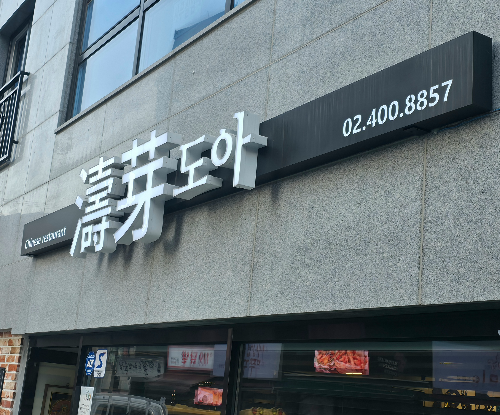 Chinese restaurant
濤芽 도아
02.400.8857